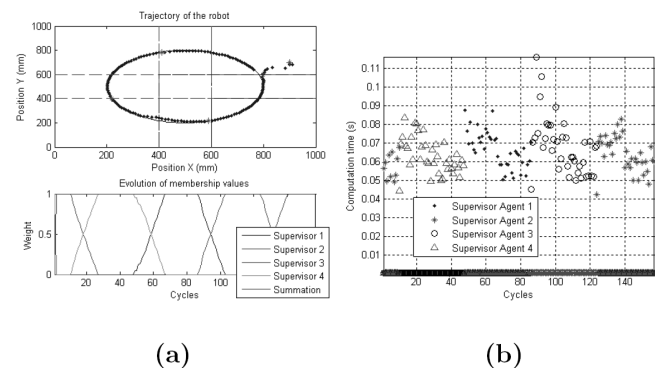 Trajectory of the robot
Position Y (mm)
1000
800
600
400
200
0
0 200 400 600 800 1000
Position X (mm)
Evolution of membership values
Weight
1
0.5
0
0 20 40 60 80 100
Cycles
Supervisor 1
Supervisor 2
Supervisor 3
Supervisor 4
Summation
(a)
Computation time (s)
0.11
0.1
0.09
0.08
0.07
0.06
0.05
0.04
0.03
0.02
0.01
Supervisor Agent 1
Supervisor Agent 2
Supervisor Agent 3
Supervisor Agent 4
20 40 60 80 100 120 140
Cycles
(b)